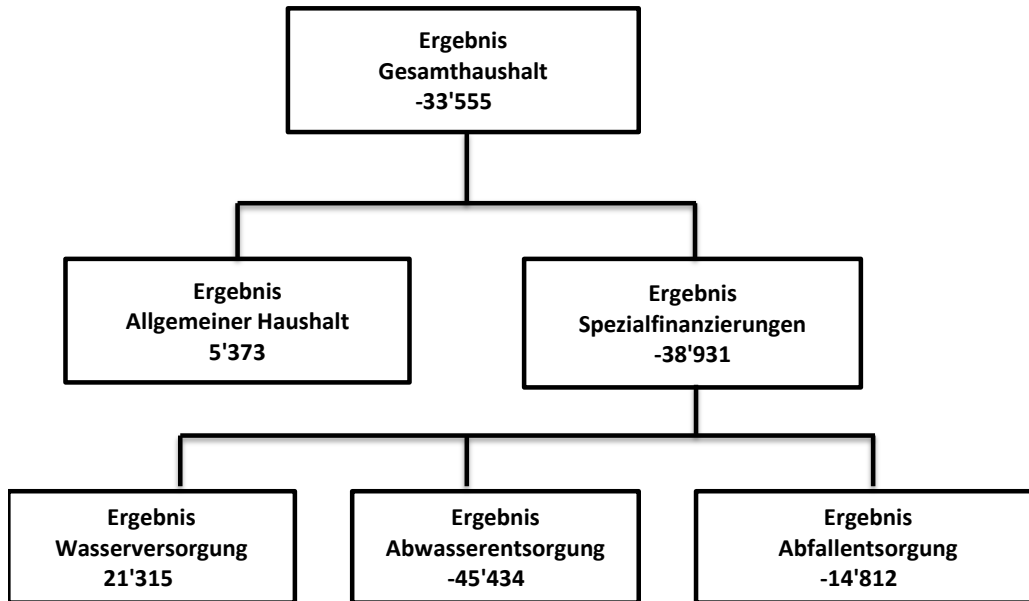 Ergebnis
Gesamthaushalt
-33'555
Ergebnis
Allgemeiner Haushalt
5'373
Ergebnis
Spezialfinanzierungen
-38'931
Ergebnis
Wasserversorgung
21'315
Ergebnis
Abwasserentsorgung
-45'434
Ergebnis
Abfallentsorgung
-14'812